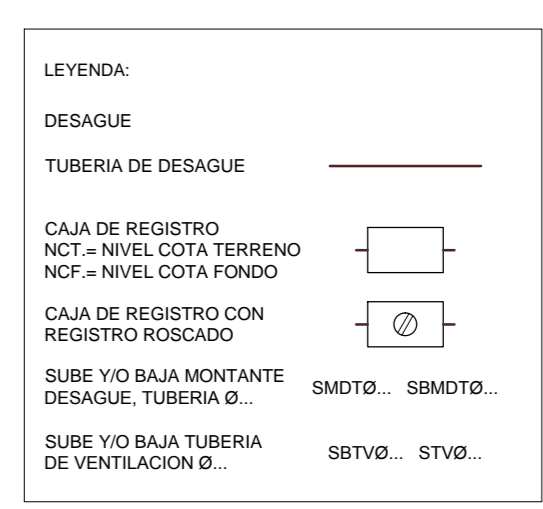 LEYENDA:
DESAGUE
TUBERIA DE DESAGUE
CAJA DE REGISTRO
NCT.= NIVEL COTA TERRENO
NCF.= NIVEL COTA FONDO
CAJA DE REGISTRO CON
REGISTRO ROSCADO
SUBE Y/O BAJA MONTANTE
DESAGUE, TUBERIA Ø...
SMDTØ... SBMDTØ...
SUBE Y/O BAJA TUBERIA
DE VENTILACION Ø...
SBTVØ... STVØ...